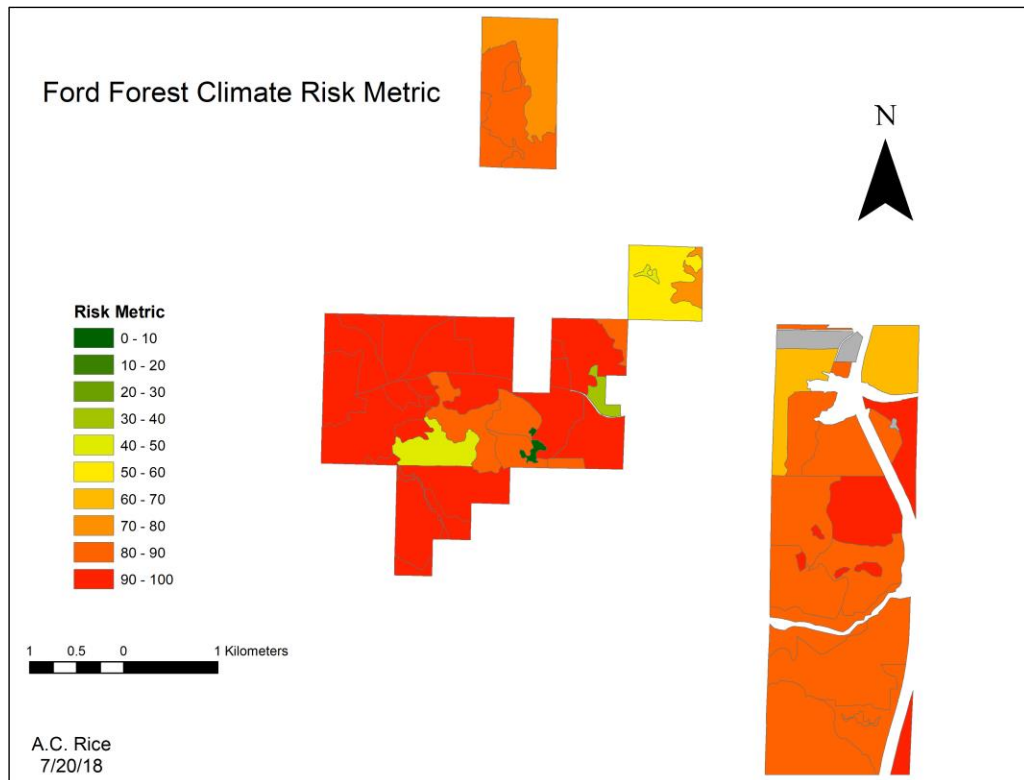 Ford Forest Climate Risk Metric
N
Risk Metric
0 - 10
10 - 20
20 - 30
30 - 40
40 - 50
50 - 60
60 - 70
70 - 80
80 - 90
90 - 100
1 0.5 0 1 Kilometers
A.C. Rice
7/20/18